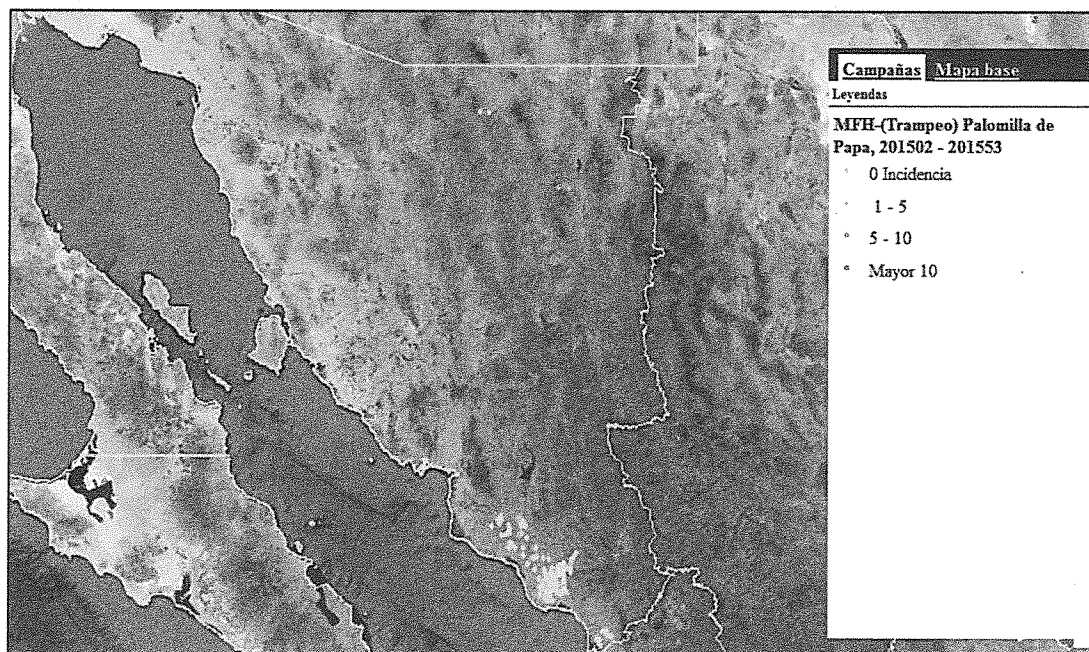 Campañas Mapa base
Leyendas
MFH-(Trampeo) Palomilla de
Papa, 201502 - 201553
0 Incidencia
1 - 5
5 - 10
Mayor 10